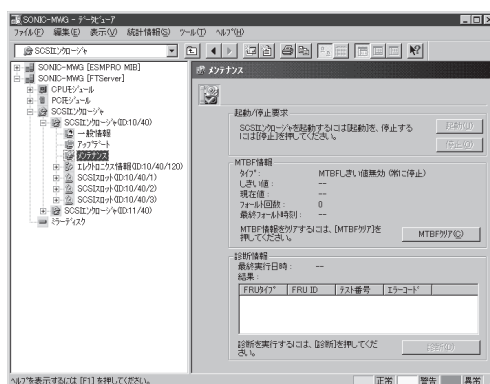 SONIC-MWG - データビューア
ファイル(F) 編集(E) 表示(V) 統計情報(S) ツール(T) ヘルプ(H)
SCSIエンクロージャ
SONIC-MWG [ESMPRO MIB]
SONIC-MWG [FTServer]
CPUモジュール
PCIモジュール
SCSIエンクロージャ
SCSIエンクロージャ(ID:10/40)
一般情報
アップデート
メンテナンス
エレクトロニクス情報(ID:10/40/120)
SCSIスロット(ID:10/40/1)
SCSIスロット(ID:10/40/2)
SCSIスロット(ID:10/40/3)
SCSIエンクロージャ(ID:11/40)
ミラーディスク
メンテナンス
起動/停止要求
SCSIエンクロージャを起動するには[起動]を、停止する
には[停止]を押してください。
起動(U)
停止(D)
MTBF情報
タイプ: MTBFしきい値無効 (常に停止)
しきい値: --
現在値: --
フォールト回数: 0
最終フォールト時刻: --
MTBF情報をクリアするには、[MTBFクリア]を
押してください。
MTBFクリア(C)
診断情報
最終実行日時: --
結果:
FRUタイプ FRU ID テスト番号 エラーコード
診断を実行するには、[診断]を押してくだ
さい。
ヘルプを表示するには [F1] を押してください。
正常 警告 異常